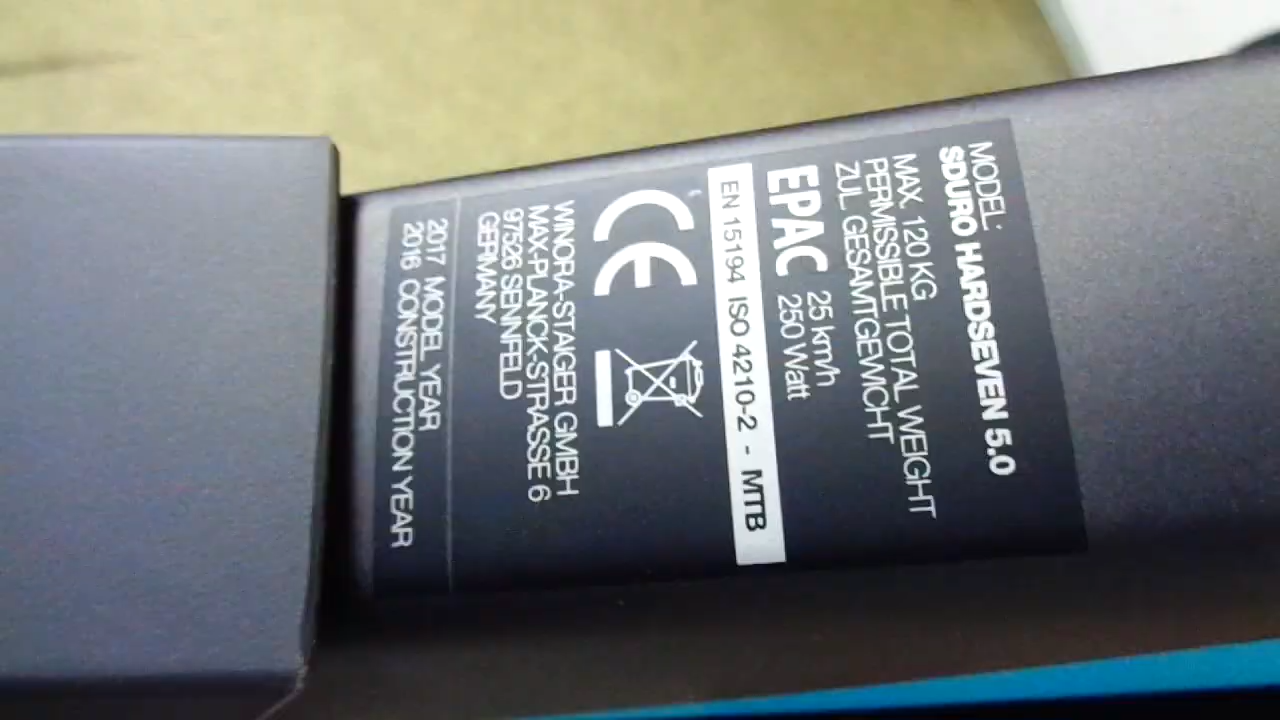 MODEL:
SDURO HARDSEVEN 5.0
MAX. 120 KG
PERMISSIBLE TOTAL WEIGHT
ZUL. GESAMTGEWICHT
EPAC 25 km/h
250 Watt
EN 15194 ISO 4210-2 - MTB
CE
WINORA-STAIGER GMBH
MAX-PLANCK-STRASSE 6
97526 SENNFELD
GERMANY
2017 MODEL YEAR
2016 CONSTRUCTION YEAR